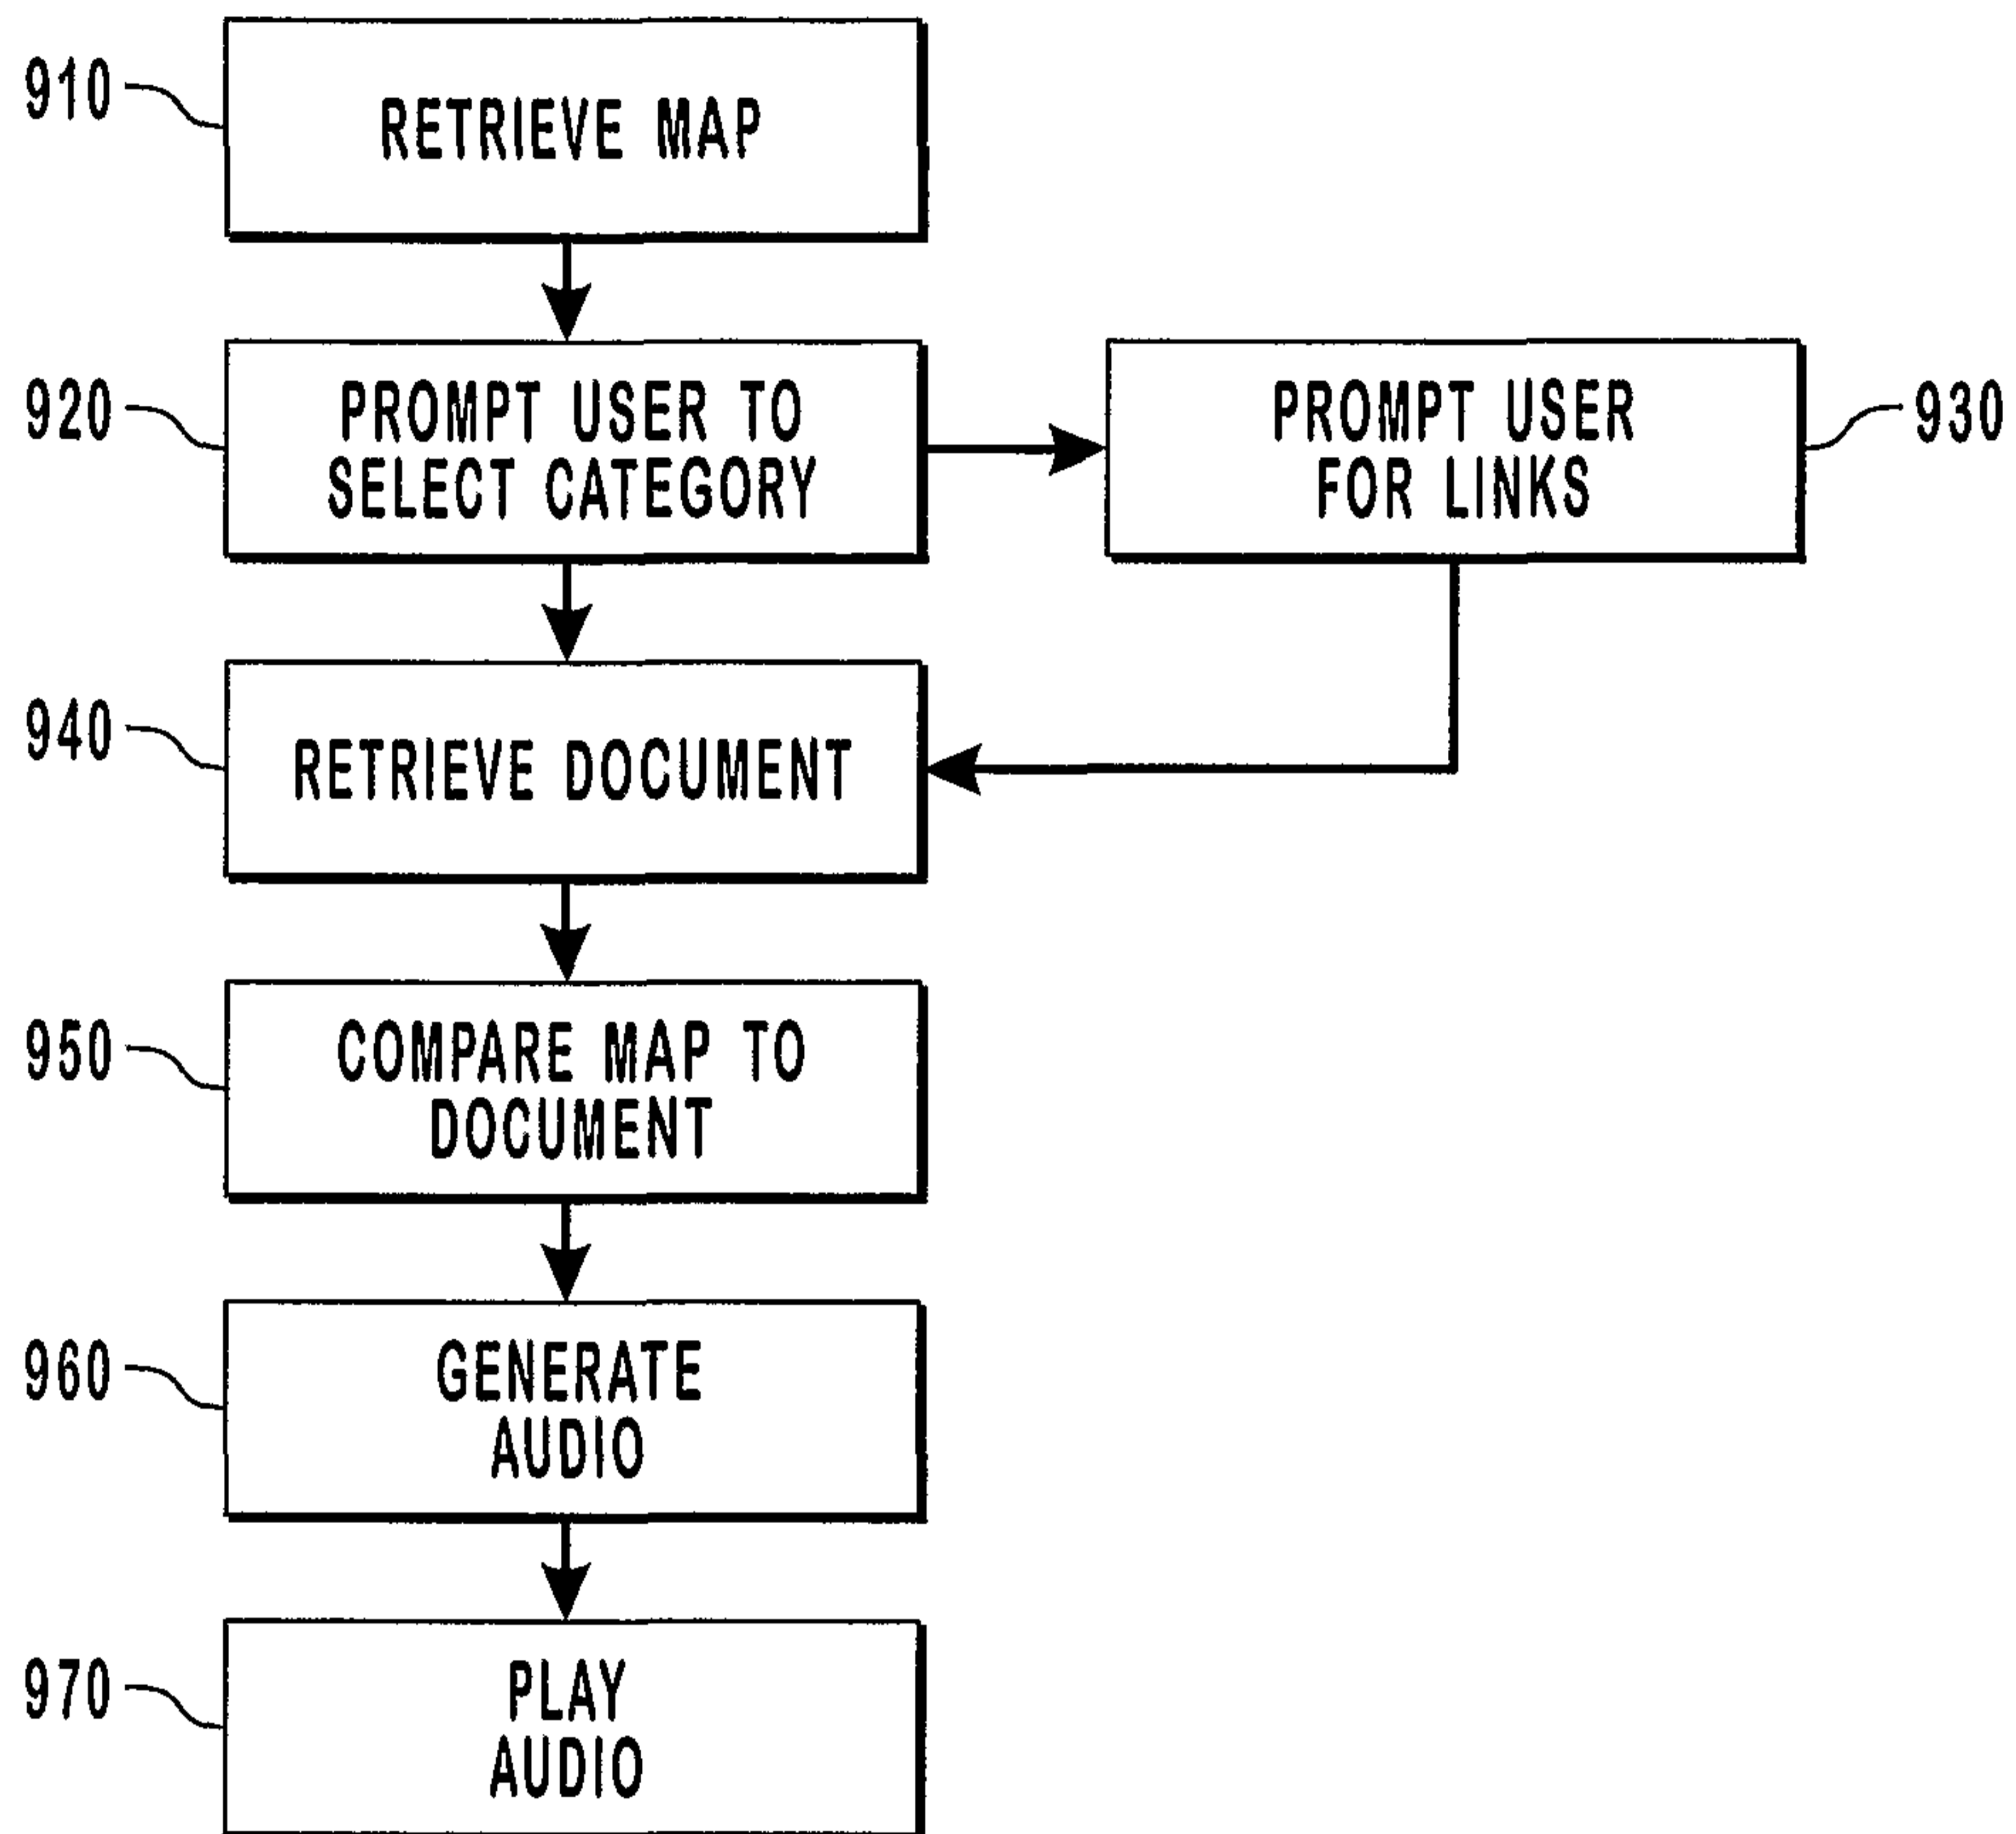 910
RETRIEVE MAP
920
PROMPT USER TO
SELECT CATEGORY
PROMPT USER
FOR LINKS
930
940
RETRIEVE DOCUMENT
950
COMPARE MAP TO
DOCUMENT
960
GENERATE
AUDIO
970
PLAY
AUDIO